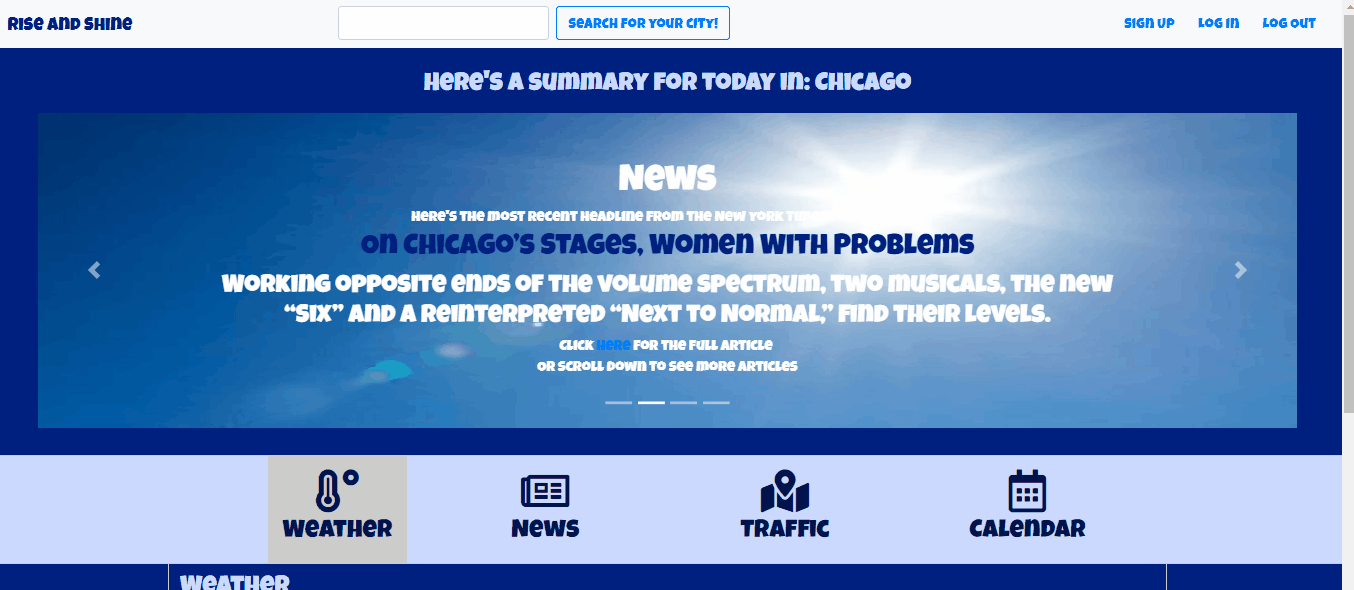 Rise and Shine
Search for your city!
Sign Up
Log In
Log Out
Here's a summary for today in: Chicago
News
Here's the most recent headline from the New York
On Chicago’s Stages, Women With Problems
Working opposite ends of the volume spectrum, two musicals, the new
“Six” and a reinterpreted “Next to Normal,” find their levels.
Click here for the full article
or scroll down to see more articles
Weather
News
Traffic
Calendar
Weather